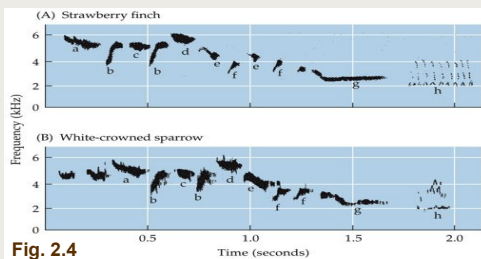 (A) Strawberry finch
6
4
2
0
a
b
c
b
d
e
f
e
f
g
h
Frequency (kHz)
(B) White-crowned sparrow
6
4
2
0
a
b
c
b
d
e
f
f
g
h
0.5
1.0
1.5
2.0
Time (seconds)
Fig. 2.4